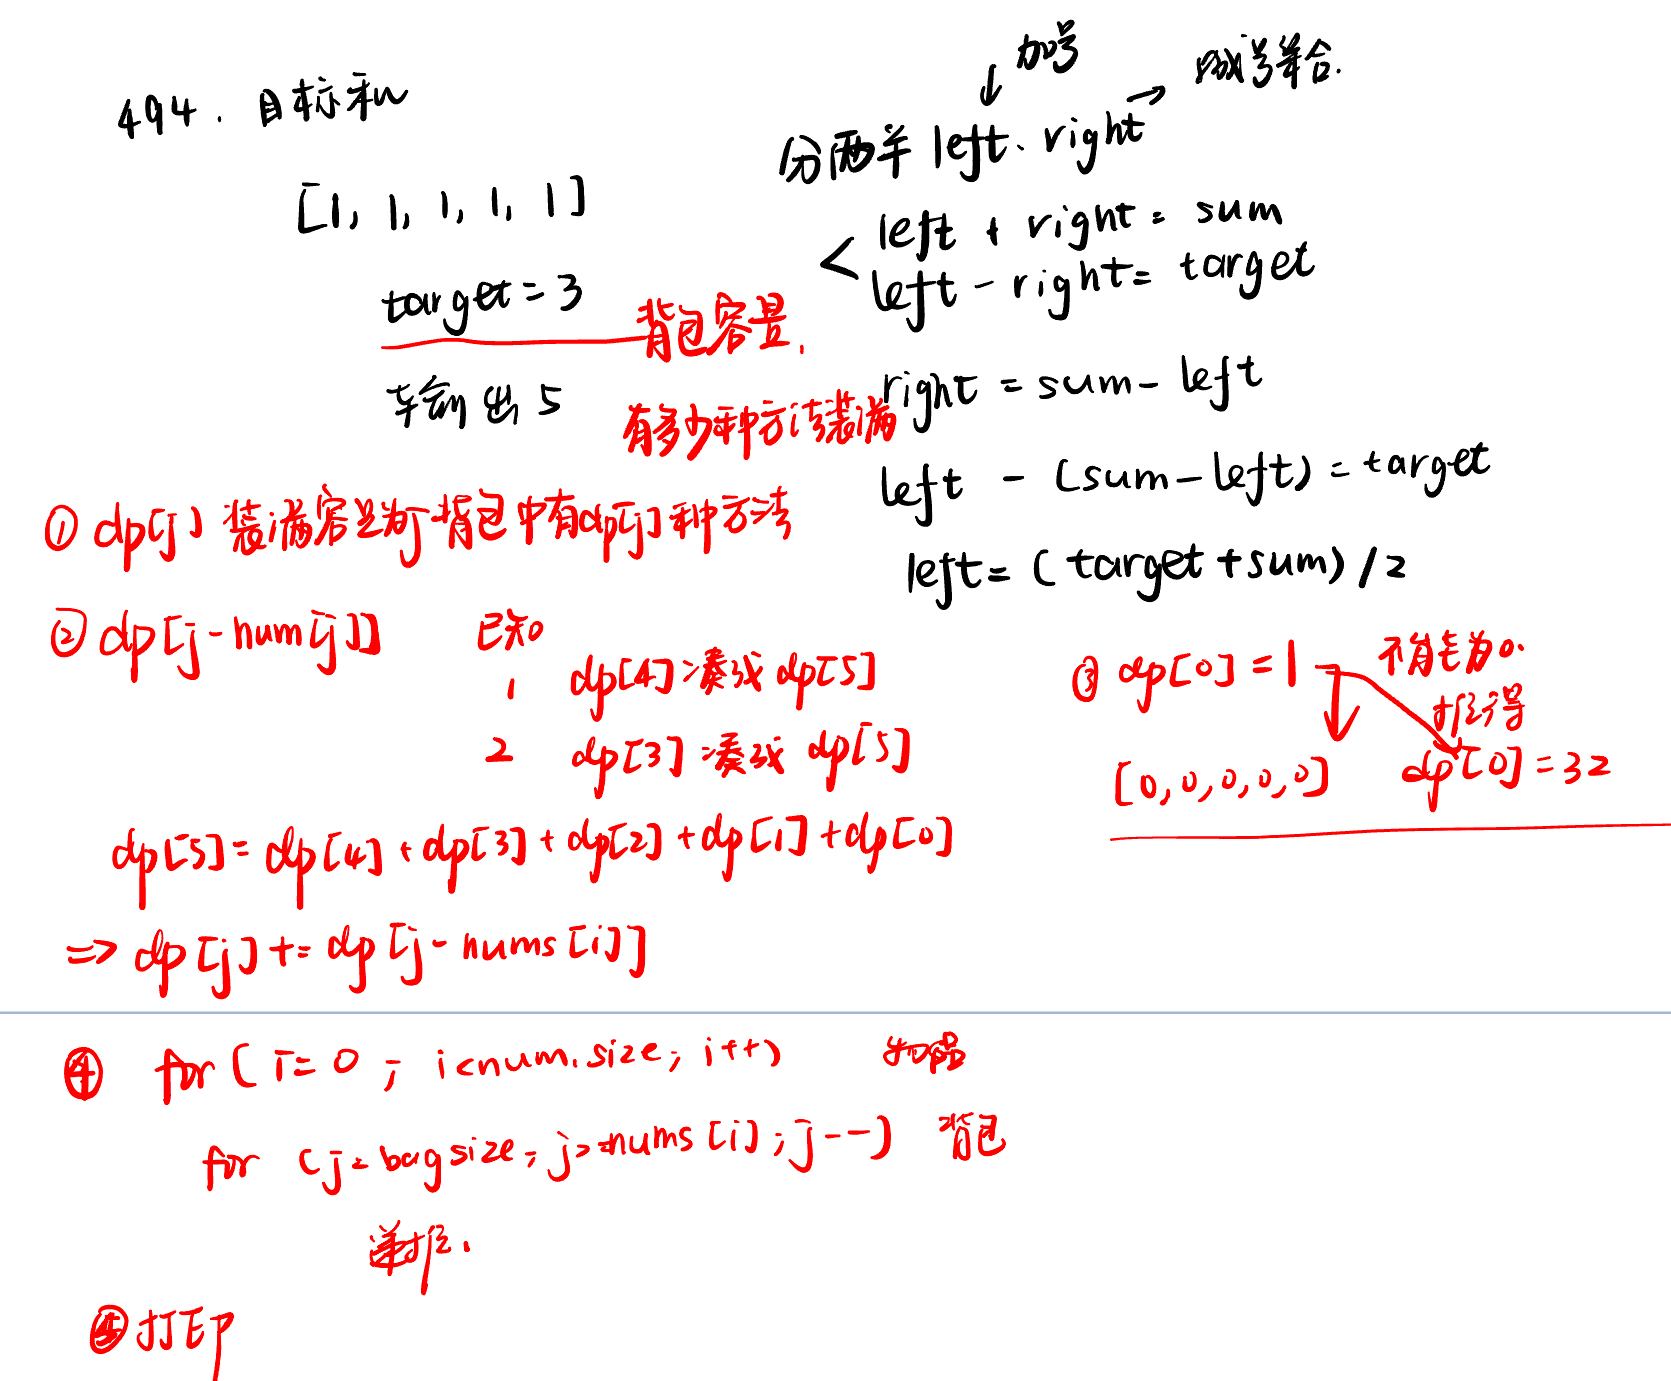 494. 目标和
[1, 1, 1, 1, 1]
target = 3
背包容量.
输出 5
有多少种方法装满
加号
减号集合.
分两半 left、right
left + right = sum
left - right = target
right = sum - left
left - (sum - left) = target
left = (target + sum) / 2
① dp[j] 装满容量为j背包中有dp[j]种方法
② dp[j - num[j]]
已知
1 dp[4]凑成 dp[5]
2 dp[3]凑成 dp[5]
dp[5] = dp[4] + dp[3] + dp[2] + dp[1] + dp[0]
=> dp[j] += dp[j - nums[i]]
③ dp[0] = 1
不能为0.
推得
[0,0,0,0,0]
dp[0] = 32
④ for (i = 0 ; i < num.size; i++) 物品
for (j = bagsize; j >= nums[i]; j--) 背包
递推.
⑤ 打印